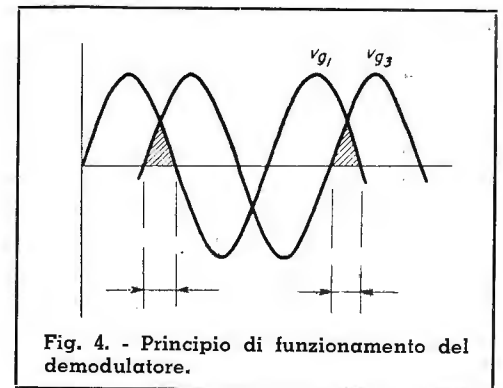 vg1 vg3
Fig. 4. - Principio di funzionamento del
demodulatore.